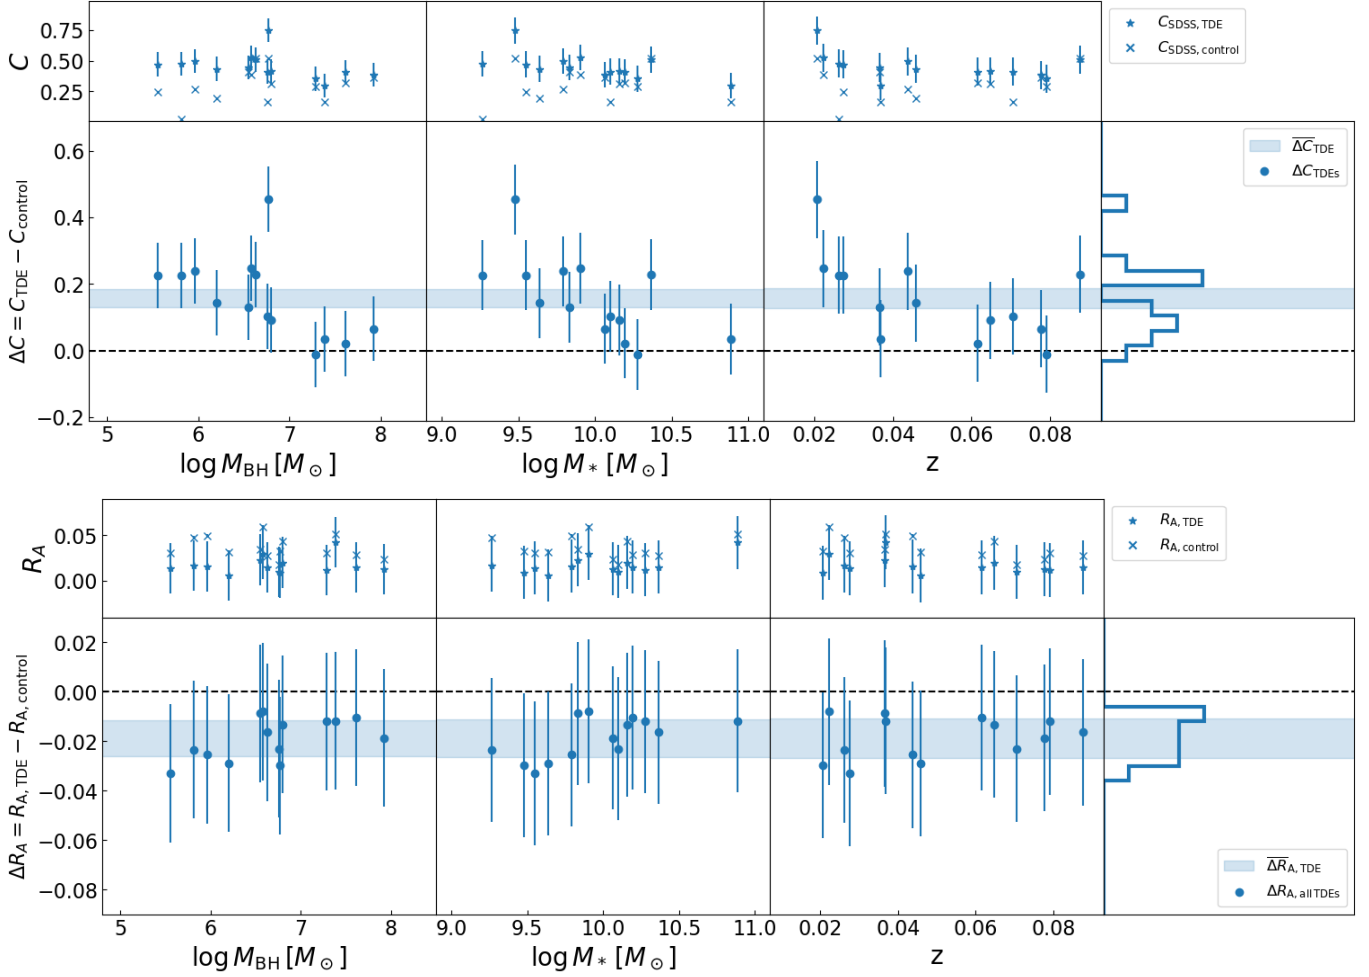 0.75
0.50
0.25
C
C_SDSS, TDE
C_SDSS, control
0.6
0.4
0.2
0.0
−0.2
ΔC = C_TDE − C_control
\overline{ΔC}_TDE
ΔC_TDEs
5 6 7 8 9.0 9.5 10.0 10.5 11.0 0.02 0.04 0.06 0.08
log M_BH [M_⊙] log M_* [M_⊙] z
0.05
0.00
R_A
R_A, TDE
R_A, control
0.02
0.00
−0.02
−0.04
−0.06
−0.08
ΔR_A = R_A, TDE − R_A, control
\overline{ΔR}_A, TDE
ΔR_A, all TDEs
5 6 7 8 9.0 9.5 10.0 10.5 11.0 0.02 0.04 0.06 0.08
log M_BH [M_⊙] log M_* [M_⊙] z